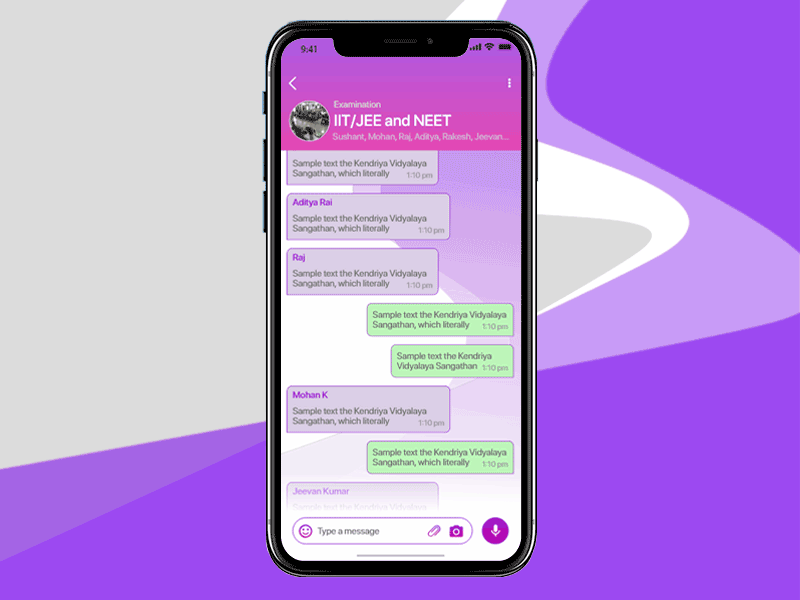 9:41
Examination
IIT/JEE and NEET
Sushant, Mohan, Raj, Aditya, Rakesh, Jeevan...
Sample text the Kendriya Vidyalaya
Sangathan, which literally 1:10 pm
Aditya Rai
Sample text the Kendriya Vidyalaya
Sangathan, which literally 1:10 pm
Raj
Sample text the Kendriya Vidyalaya
Sangathan, which literally 1:10 pm
Sample text the Kendriya Vidyalaya
Sangathan, which literally 1:10 pm
Sample text the Kendriya
Vidyalaya Sangathan 1:10 pm
Mohan K
Sample text the Kendriya Vidyalaya
Sangathan, which literally 1:10 pm
Sample text the Kendriya Vidyalaya
Sangathan, which literally 1:10 pm
Jeevan Kumar
Sample text the Kendriya Vidyalaya
Type a message